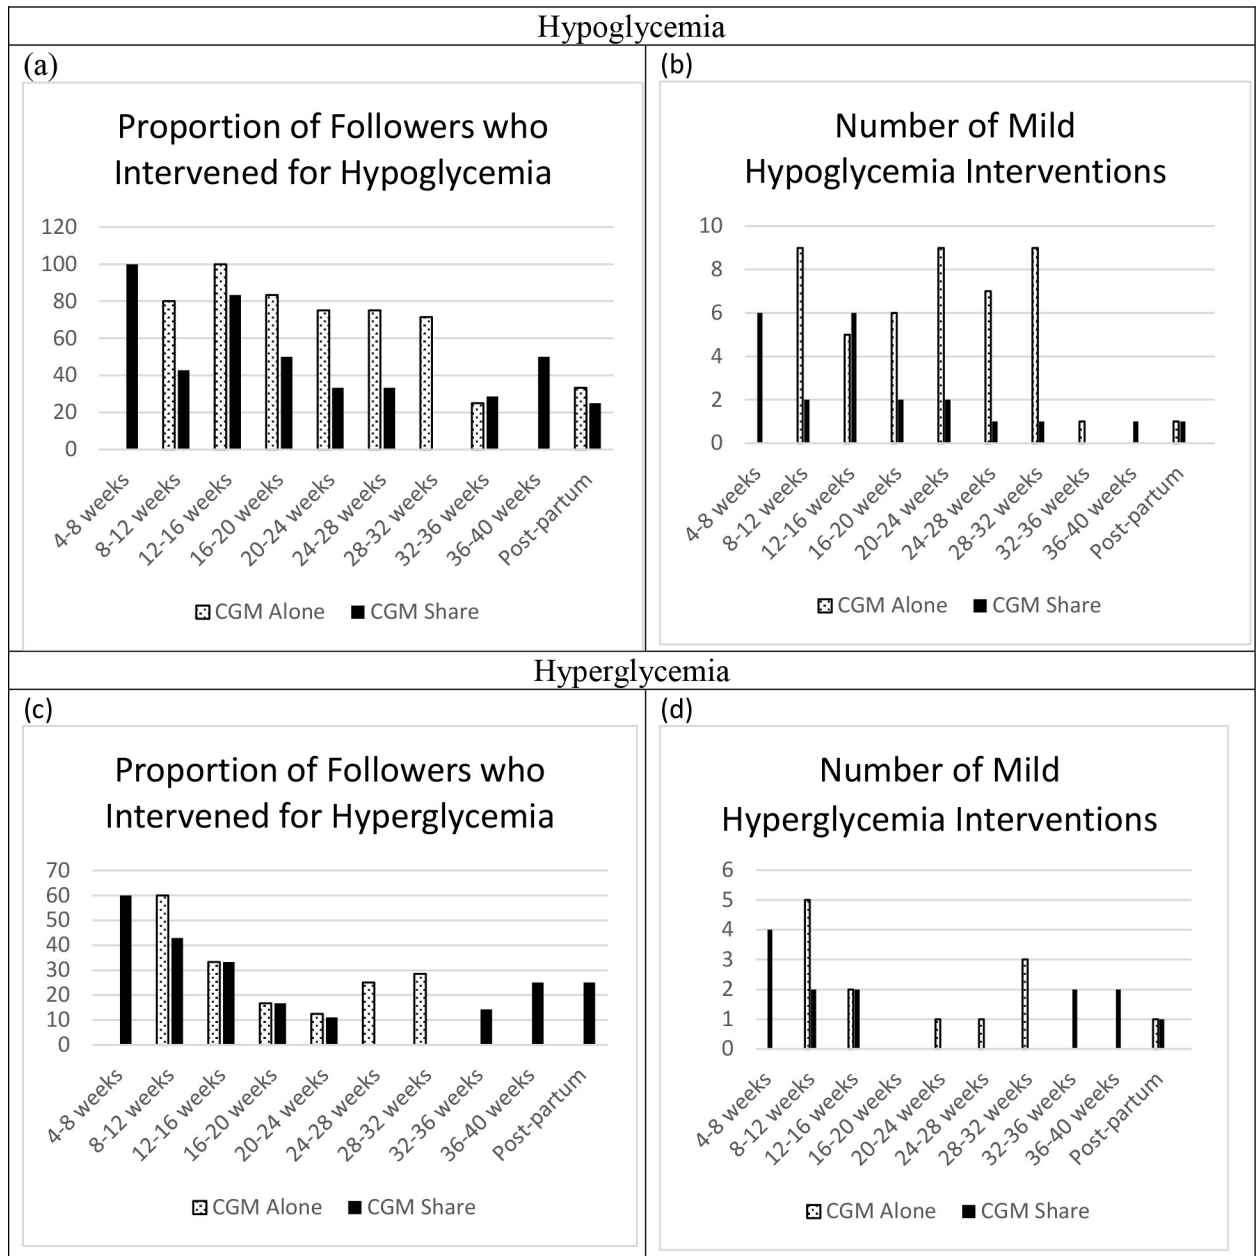 Hypoglycemia
(a)
Proportion of Followers who
Intervened for Hypoglycemia
120
100
80
60
40
20
0
4-8 weeks
8-12 weeks
12-16 weeks
16-20 weeks
20-24 weeks
24-28 weeks
28-32 weeks
32-36 weeks
36-40 weeks
Post-partum
CGM Alone CGM Share
(b)
Number of Mild
Hypoglycemia Interventions
10
8
6
4
2
0
4-8 weeks
8-12 weeks
12-16 weeks
16-20 weeks
20-24 weeks
24-28 weeks
28-32 weeks
32-36 weeks
36-40 weeks
Post-partum
CGM Alone CGM Share
Hyperglycemia
(c)
Proportion of Followers who
Intervened for Hyperglycemia
70
60
50
40
30
20
10
0
4-8 weeks
8-12 weeks
12-16 weeks
16-20 weeks
20-24 weeks
24-28 weeks
28-32 weeks
32-36 weeks
36-40 weeks
Post-partum
CGM Alone CGM Share
(d)
Number of Mild
Hyperglycemia Interventions
6
5
4
3
2
1
0
4-8 weeks
8-12 weeks
12-16 weeks
16-20 weeks
20-24 weeks
24-28 weeks
28-32 weeks
32-36 weeks
36-40 weeks
Post-partum
CGM Alone CGM Share